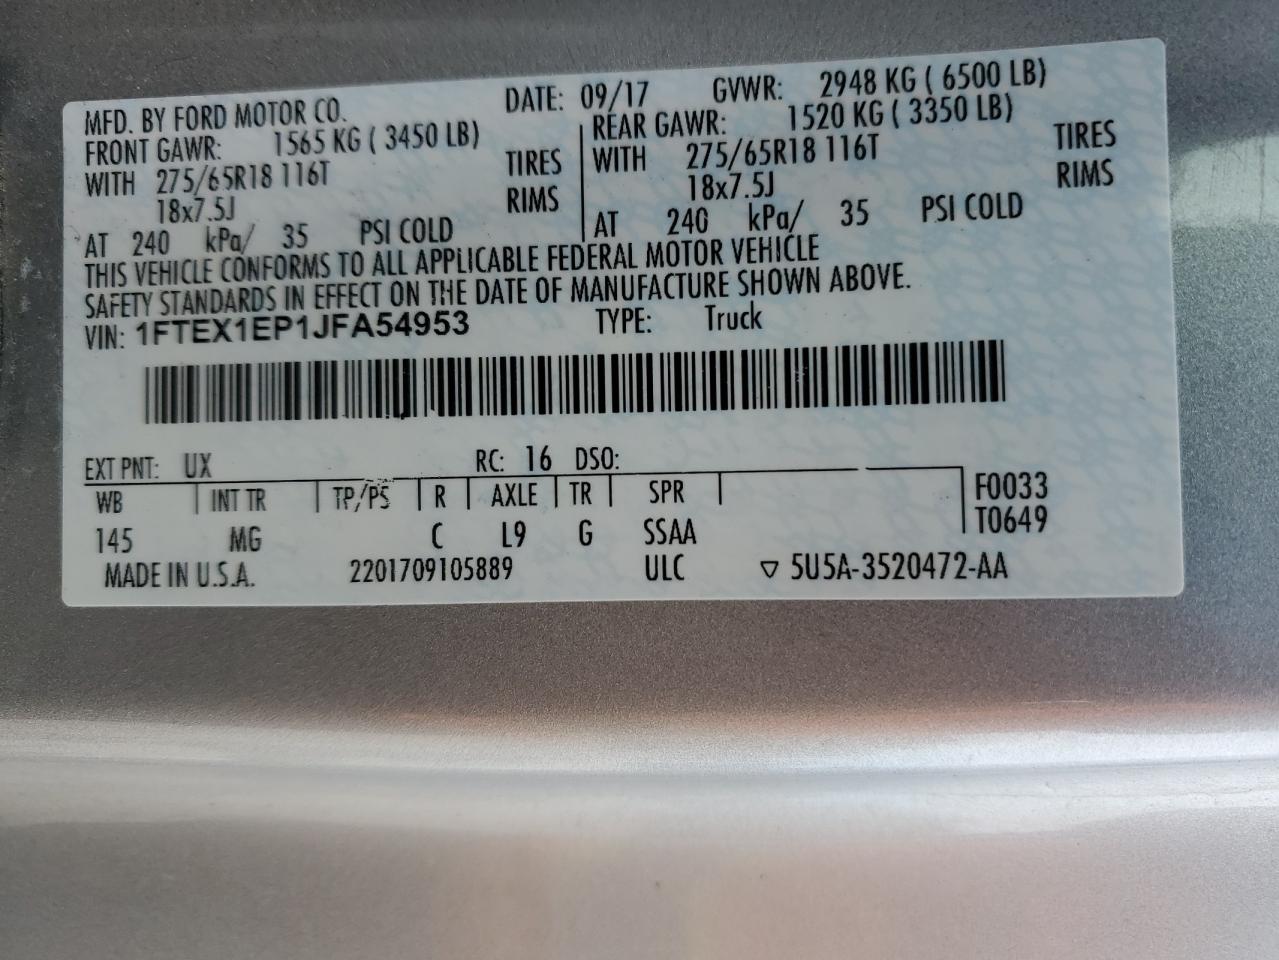 MFD. BY FORD MOTOR CO. DATE: 09/17 GVWR: 2948 KG ( 6500 LB)
FRONT GAWR: 1565 KG ( 3450 LB) REAR GAWR: 1520 KG ( 3350 LB)
WITH 275/65R18 116T TIRES WITH 275/65R18 116T TIRES
18x7.5J RIMS 18x7.5J RIMS
AT 240 kPa/ 35 PSI COLD AT 240 kPa/ 35 PSI COLD
THIS VEHICLE CONFORMS TO ALL APPLICABLE FEDERAL MOTOR VEHICLE
SAFETY STANDARDS IN EFFECT ON THE DATE OF MANUFACTURE SHOWN ABOVE.
VIN: 1FTEX1EP1JFA54953 TYPE: Truck
EXT PNT: UX RC: 16 DSO:
WB INT TR TP/PS R AXLE TR SPR F0033
145 MG C L9 G SSAA T0649
MADE IN U.S.A. 2201709105889 ULC ▽ 5U5A-3520472-AA